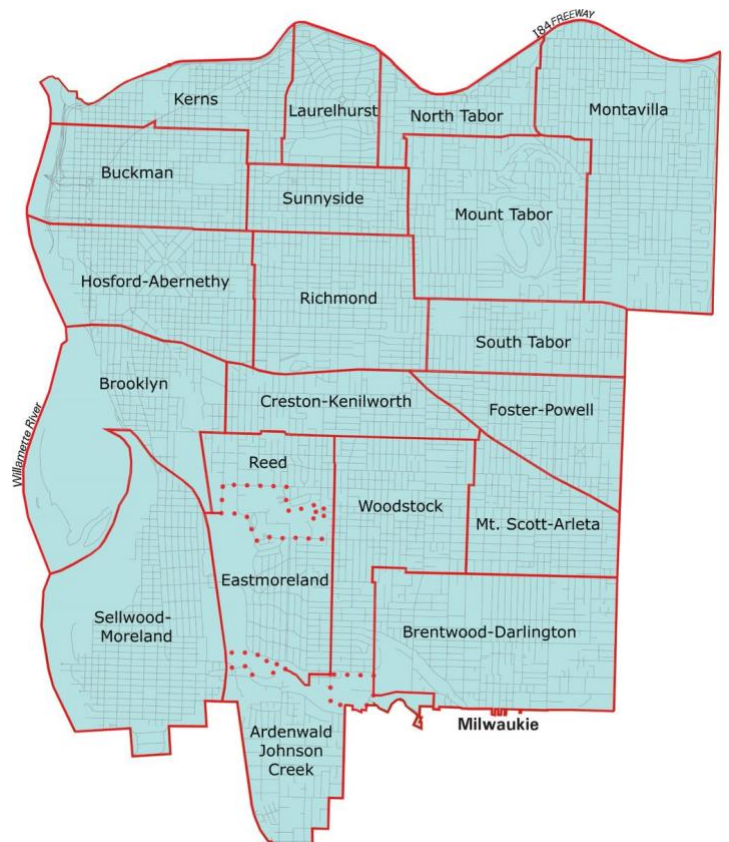 I84 FREEWAY
Kerns
Laurelhurst
North Tabor
Montavilla
Buckman
Sunnyside
Mount Tabor
Hosford-Abernethy
Richmond
South Tabor
Brooklyn
Creston-Kenilworth
Foster-Powell
Willamette River
Reed
Woodstock
Mt. Scott-Arleta
Eastmoreland
Sellwood-
Moreland
Brentwood-Darlington
Milwaukie
Ardenwald
Johnson
Creek